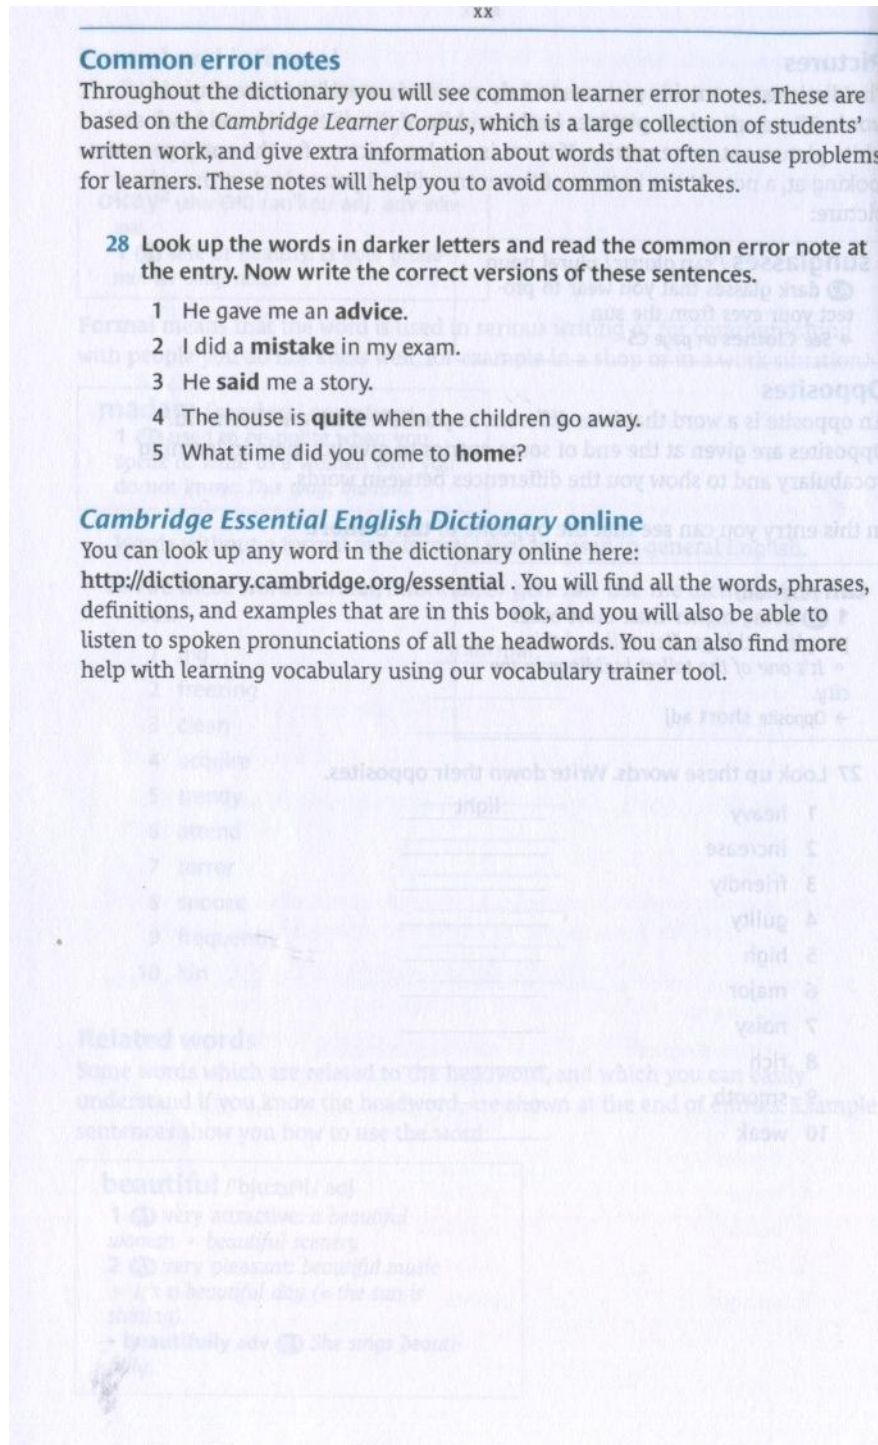 xx
Common error notes
Throughout the dictionary you will see common learner error notes. These are
based on the Cambridge Learner Corpus, which is a large collection of students'
written work, and give extra information about words that often cause problems
for learners. These notes will help you to avoid common mistakes.
28 Look up the words in darker letters and read the common error note at
the entry. Now write the correct versions of these sentences.
1 He gave me an advice.
2 I did a mistake in my exam.
3 He said me a story.
4 The house is quite when the children go away.
5 What time did you come to home?
Cambridge Essential English Dictionary online
You can look up any word in the dictionary online here:
http://dictionary.cambridge.org/essential . You will find all the words, phrases,
definitions, and examples that are in this book, and you will also be able to
listen to spoken pronunciations of all the headwords. You can also find more
help with learning vocabulary using our vocabulary trainer tool.